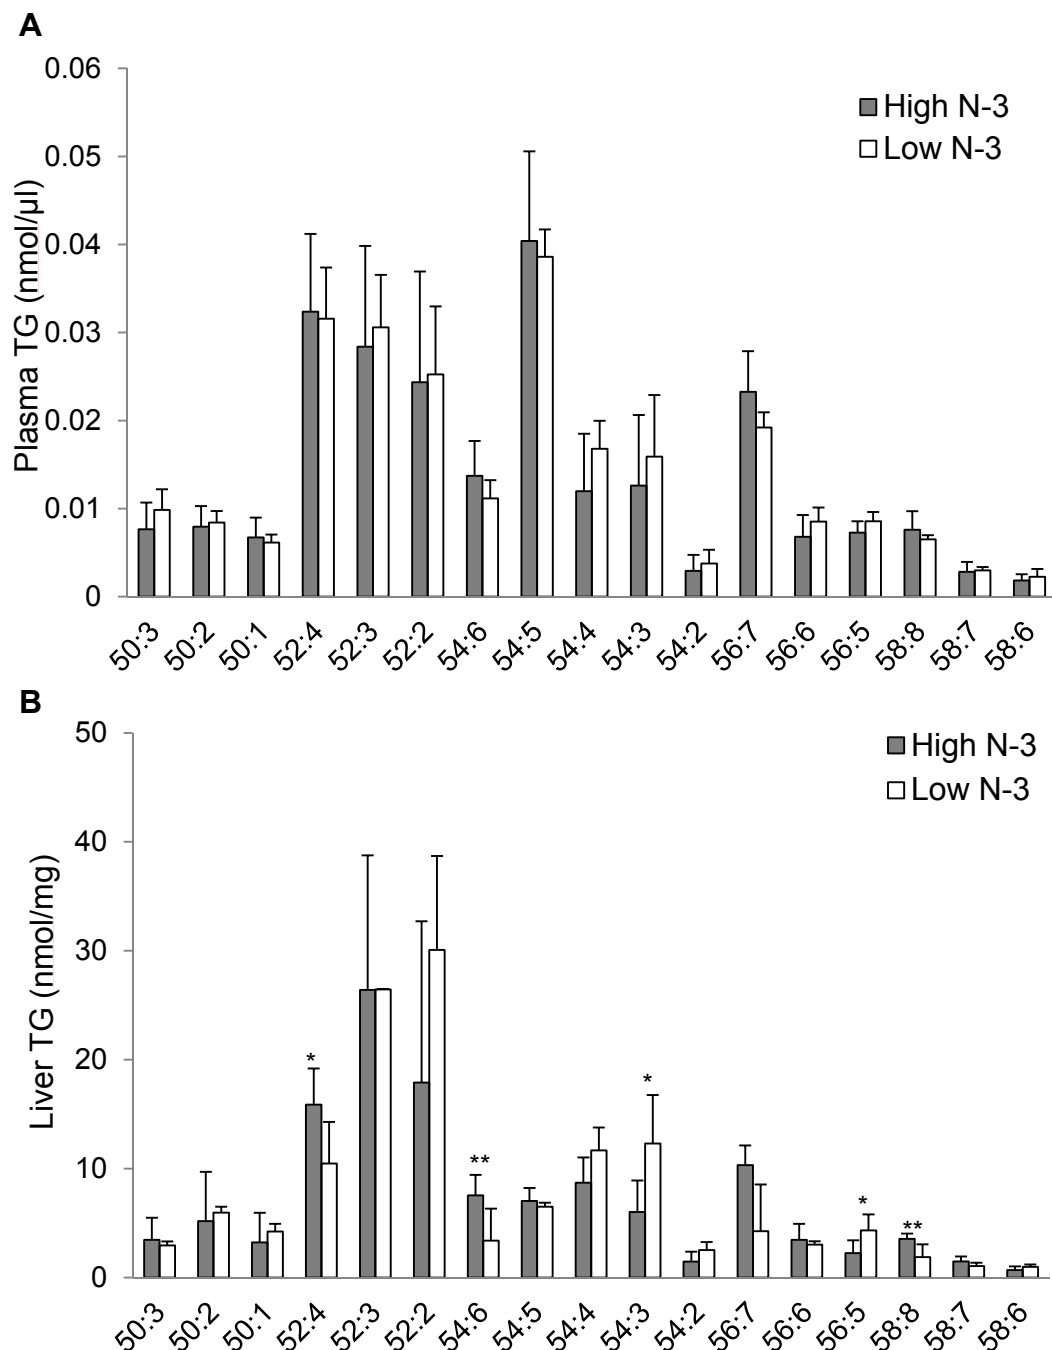 A
0.06
0.05
0.04
0.03
0.02
0.01
0
Plasma TG (nmol/µl)
High N-3
Low N-3
50:3 50:2 50:1 52:4 52:3 52:2 54:6 54:5 54:4 54:3 54:2 56:7 56:6 56:5 58:8 58:7 58:6
B
50
40
30
20
10
0
Liver TG (nmol/mg)
High N-3
Low N-3
* ** * * **
50:3 50:2 50:1 52:4 52:3 52:2 54:6 54:5 54:4 54:3 54:2 56:7 56:6 56:5 58:8 58:7 58:6